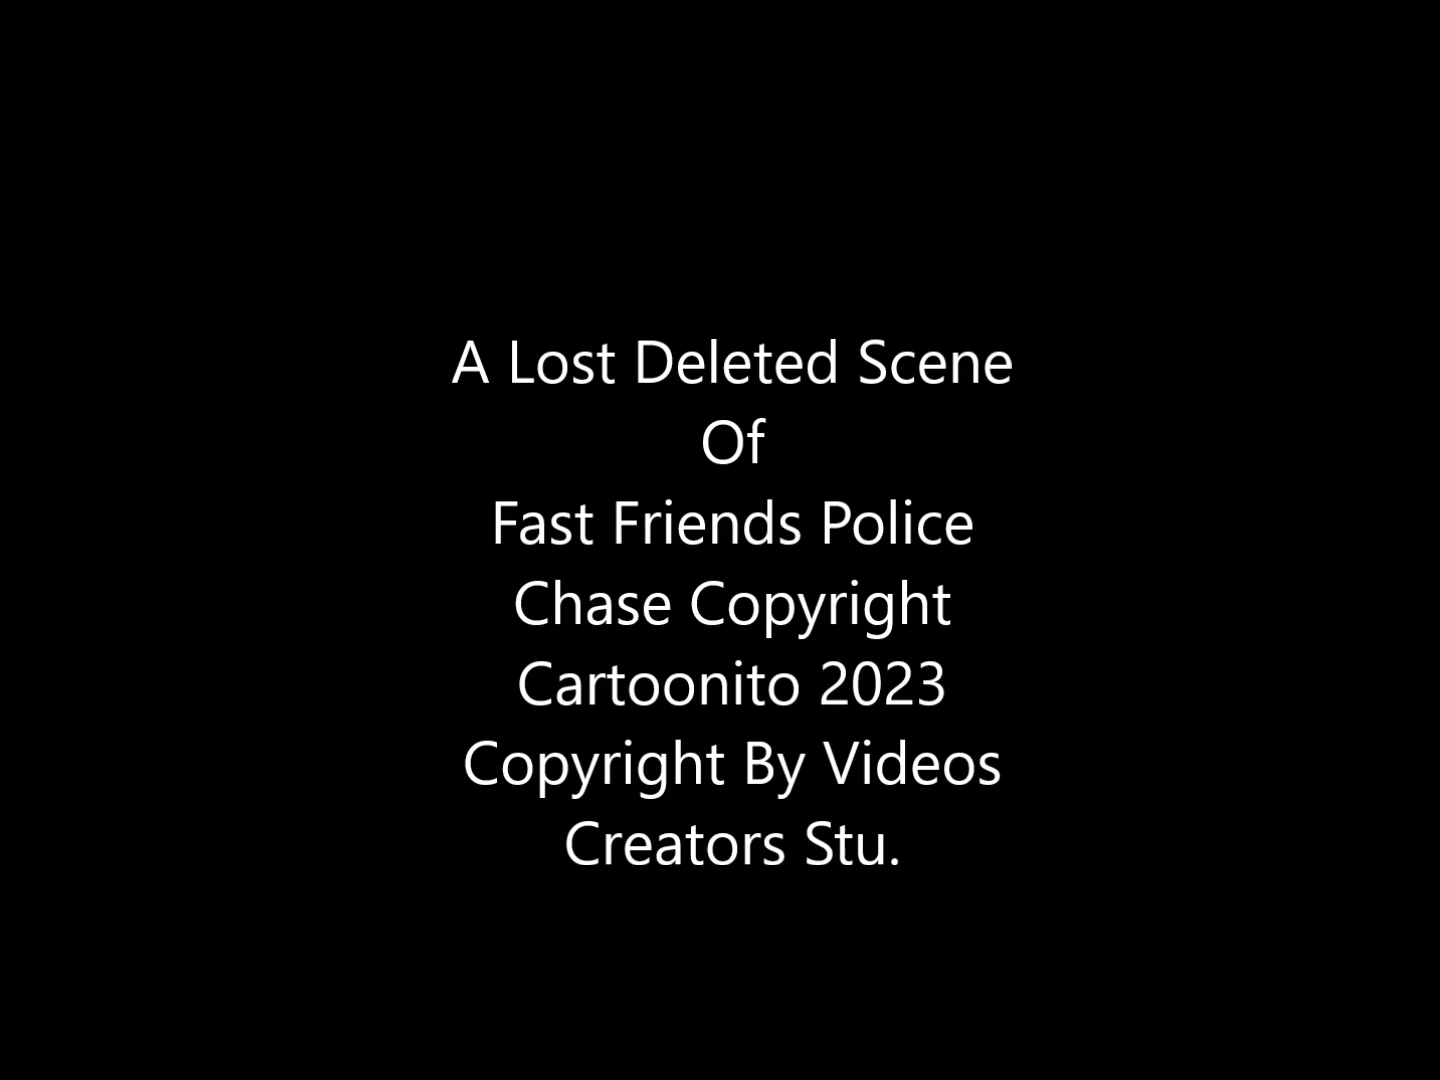 A Lost Deleted Scene
Of
Fast Friends Police
Chase Copyright
Cartoonito 2023
Copyright By Videos
Creators Stu.